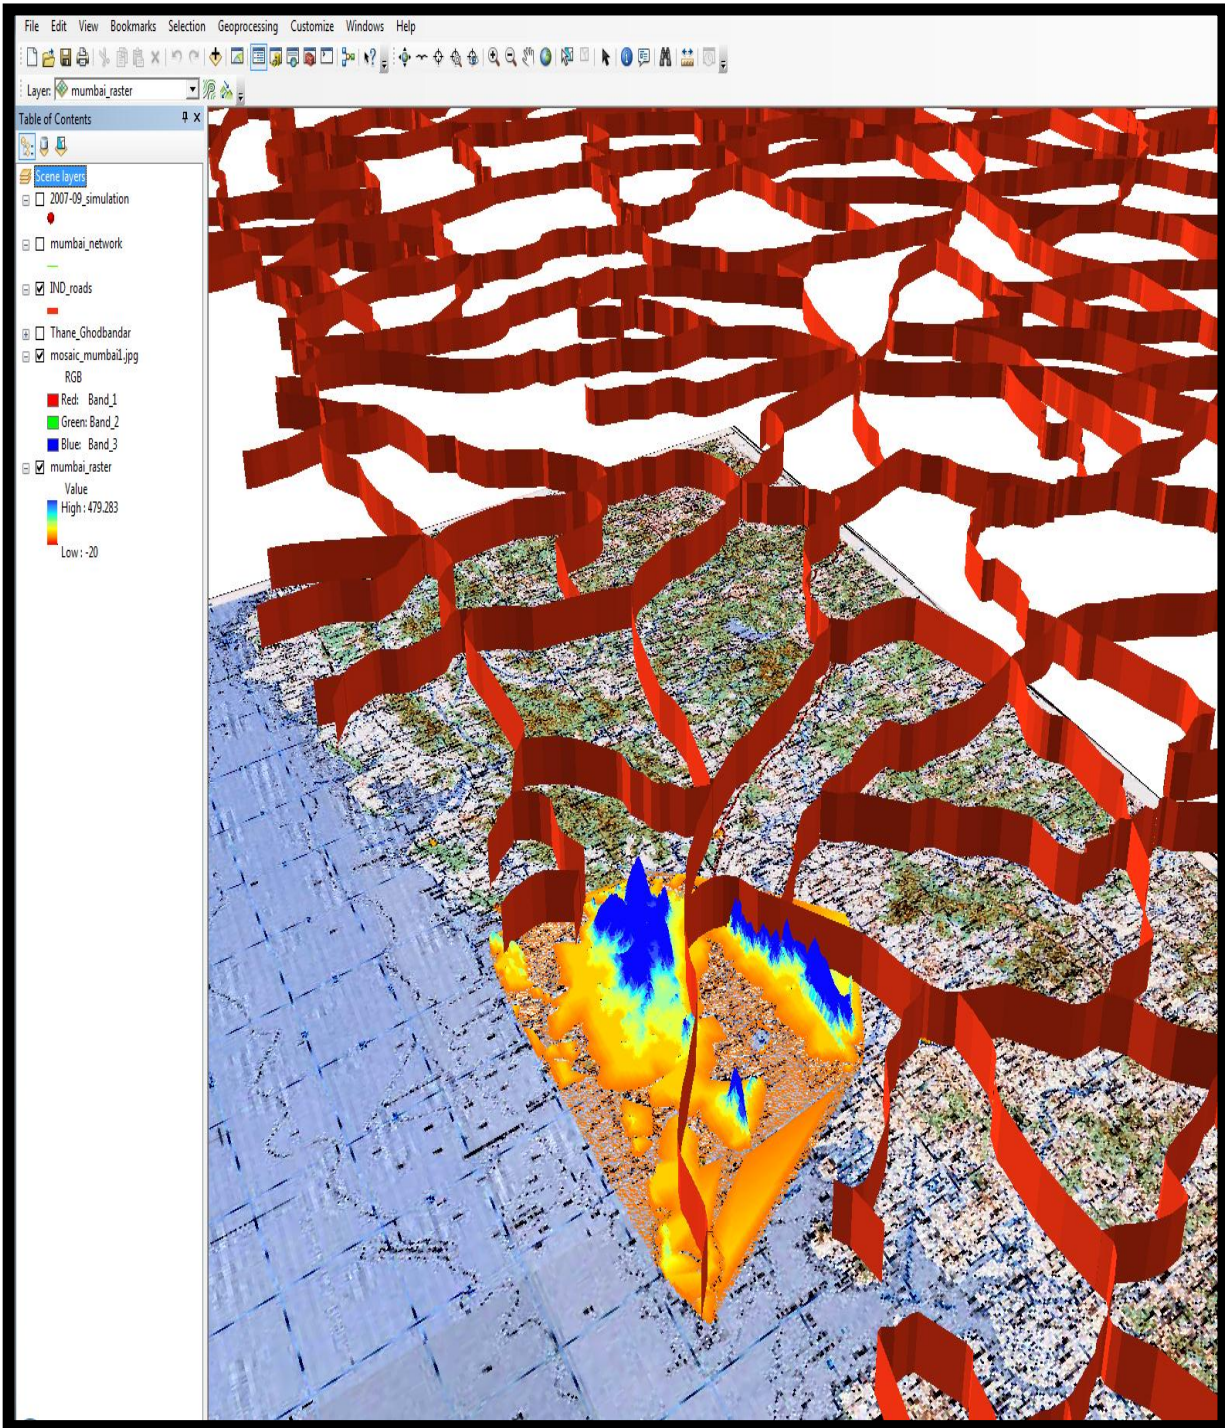 File Edit View Bookmarks Selection Geoprocessing Customize Windows Help
Layer: mumbai_raster
Table of Contents
Scene layers
2007-09_simulation
mumbai_network
IND_roads
Thane_Ghodbandar
mosaic_mumbai1.jpg
RGB
Red: Band_1
Green: Band_2
Blue: Band_3
mumbai_raster
Value
High : 479.283
Low : -20